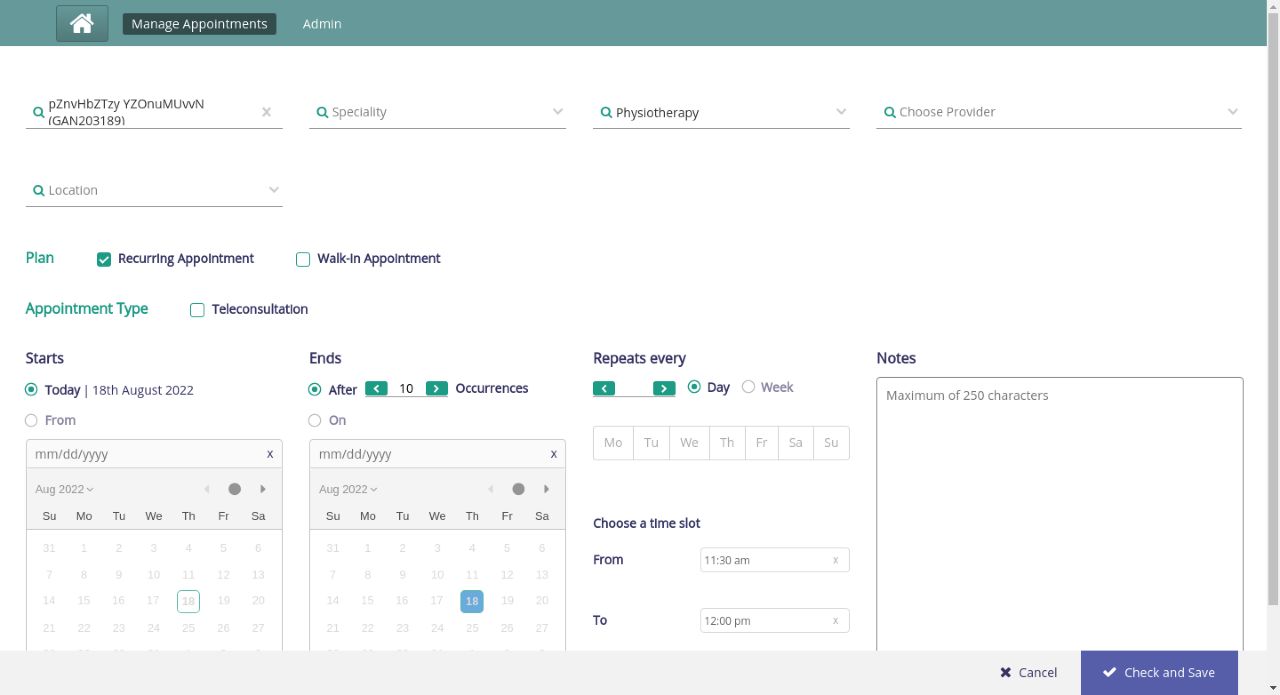 Manage Appointments Admin
pZnvHbZTzy YZOnuMUvvN
(GAN203189)
Speciality
Physiotherapy
Choose Provider
Location
Plan Recurring Appointment Walk-in Appointment
Appointment Type Teleconsultation
Starts
Today | 18th August 2022
From
mm/dd/yyyy x
Aug 2022
Su Mo Tu We Th Fr Sa
31 1 2 3 4 5 6
7 8 9 10 11 12 13
14 15 16 17 18 19 20
21 22 23 24 25 26 27
Ends
After 10 Occurrences
On
mm/dd/yyyy x
Aug 2022
Su Mo Tu We Th Fr Sa
31 1 2 3 4 5 6
7 8 9 10 11 12 13
14 15 16 17 18 19 20
21 22 23 24 25 26 27
Repeats every
Day Week
Mo Tu We Th Fr Sa Su
Choose a time slot
From 11:30 am x
To 12:00 pm x
Notes
Maximum of 250 characters
Cancel Check and Save